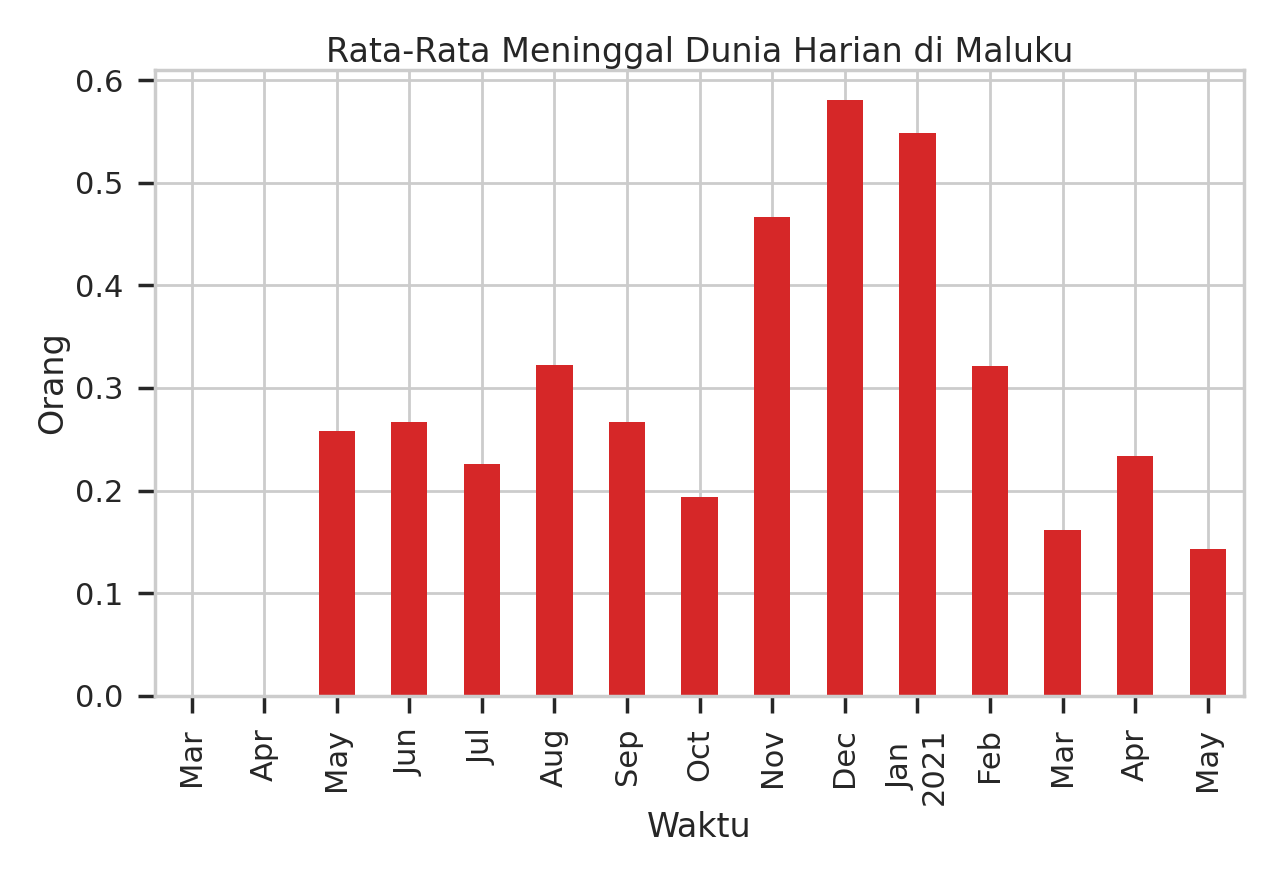 Rata-Rata Meninggal Dunia Harian di Maluku
0.6
0.5
0.4
0.3
0.2
0.1
0.0
Orang
Mar
Apr
May
Jun
Jul
Aug
Sep
Oct
Nov
Dec
Jan
2021
Feb
Mar
Apr
May
Waktu